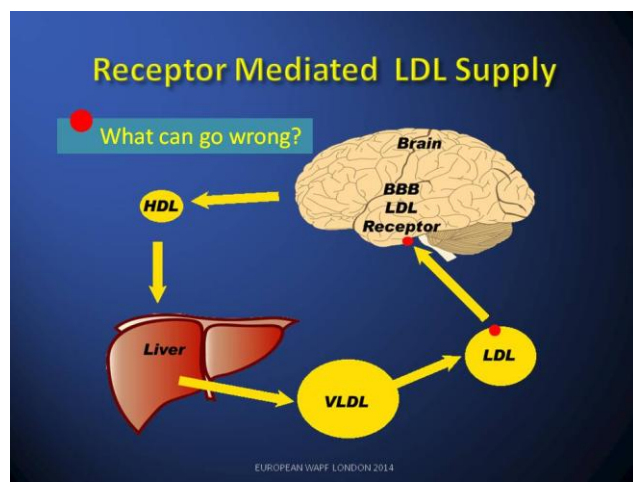 Receptor Mediated LDL Supply
What can go wrong?
Brain
BBB
LDL
Receptor
HDL
Liver
LDL
VLDL
EUROPEAN WAPF LONDON 2014